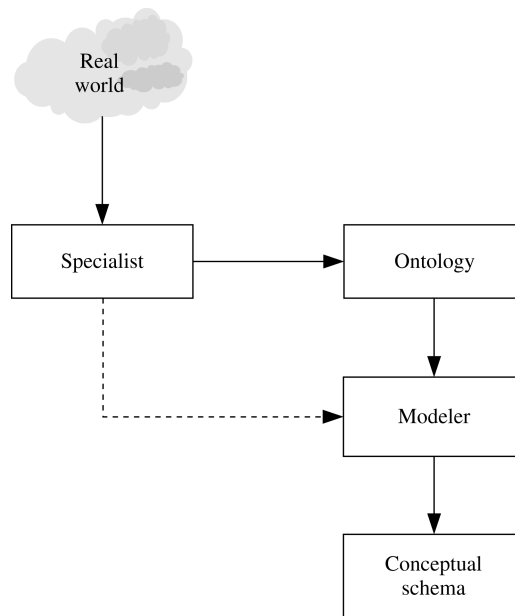 Real
world
Specialist
Ontology
Modeler
Conceptual
schema